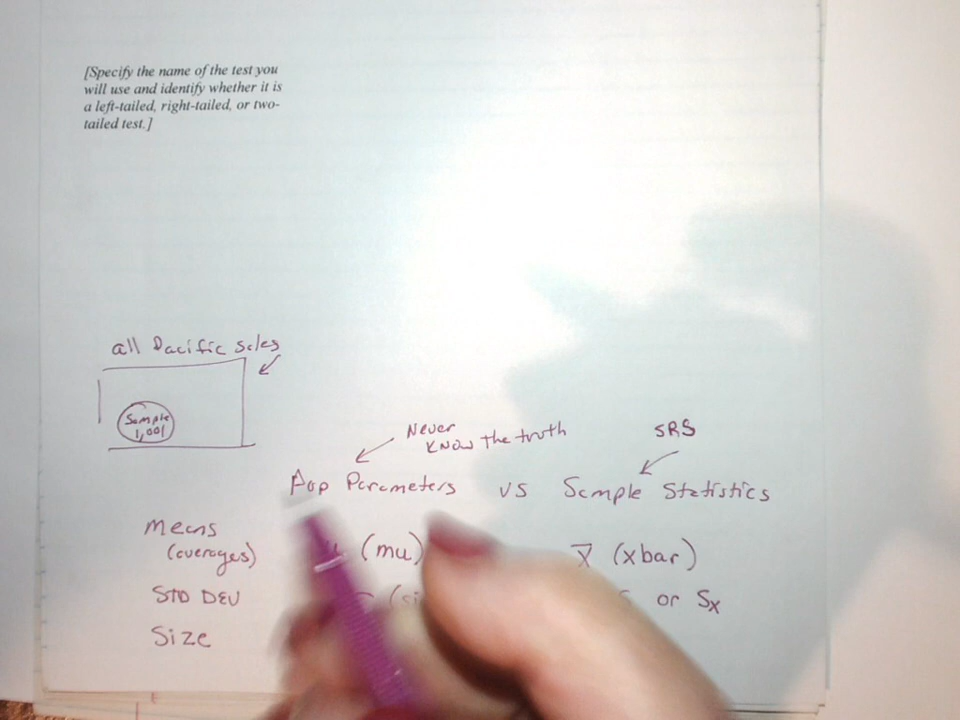 [Specify the name of the test you
will use and identify whether it is
a left-tailed, right-tailed, or two-
tailed test.]
all Pacific Sales
Sample
1,001
Never
Know the truth
SRS
Pop Parameters vs Sample Statistics
Means
(averages)
(mu)
x̄ (xbar)
STD DEV
or Sx
Size